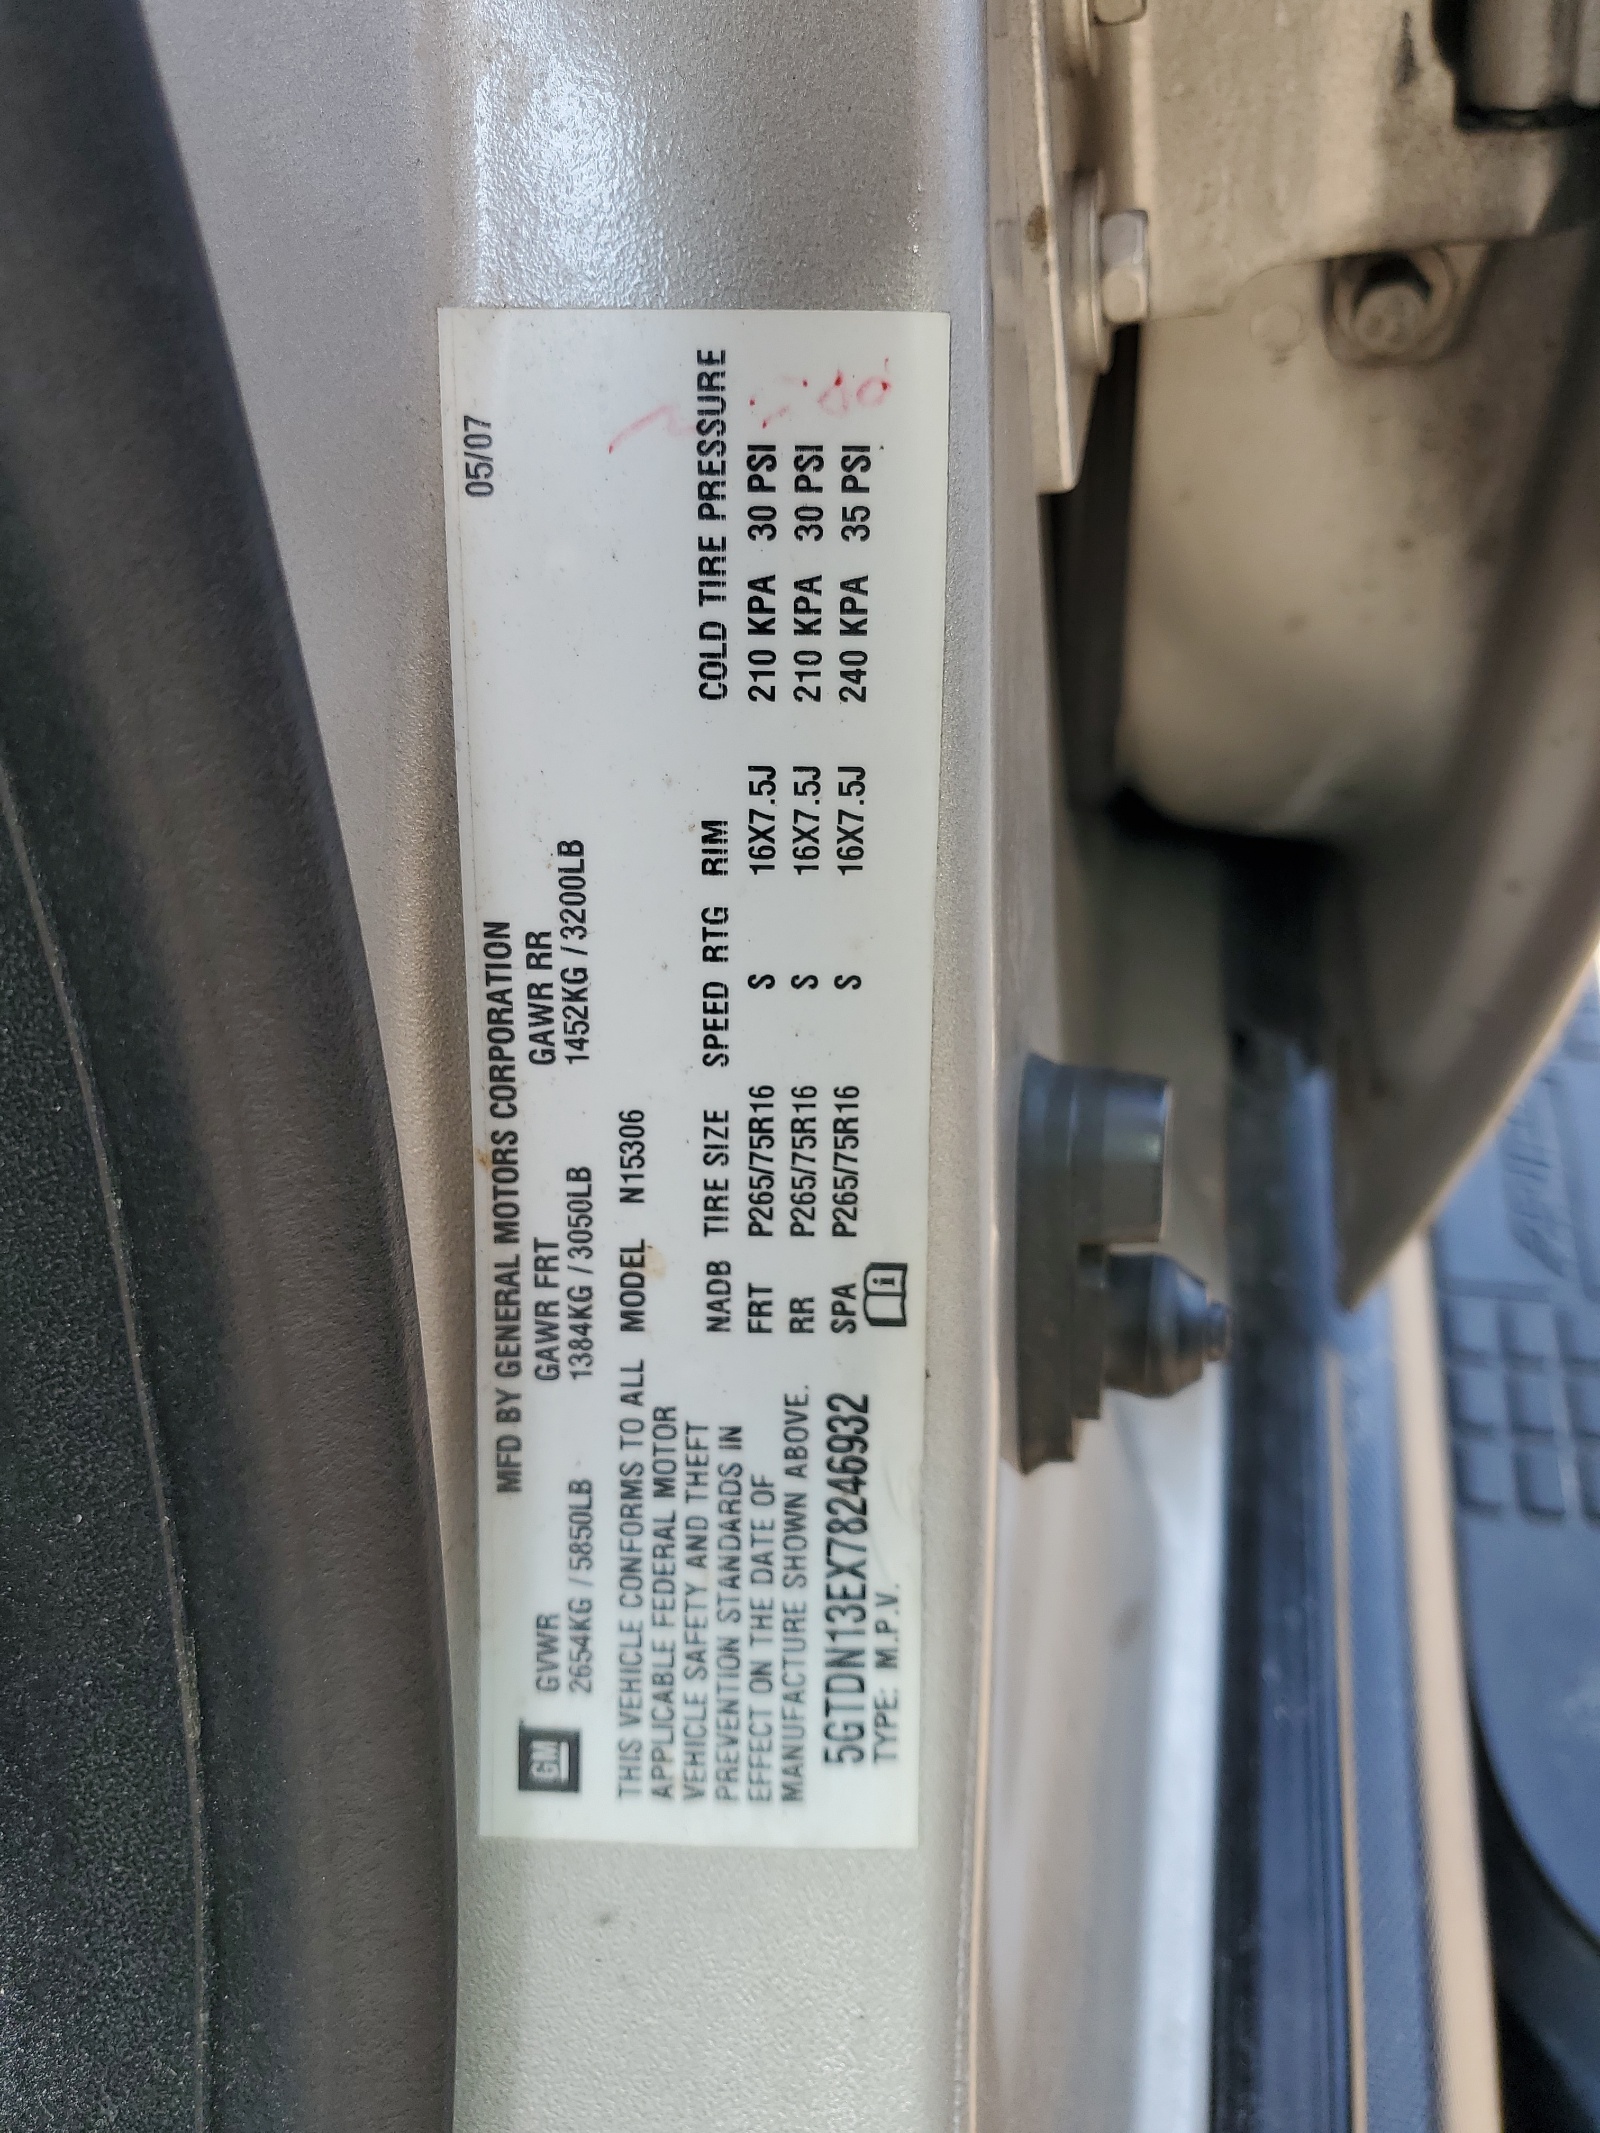 05/07
MFD BY GENERAL MOTORS CORPORATION
GM
GVWR GAWR FRT GAWR RR
2654KG / 5850LB 1384KG / 3050LB 1452KG / 3200LB
THIS VEHICLE CONFORMS TO ALL
APPLICABLE FEDERAL MOTOR
VEHICLE SAFETY AND THEFT
PREVENTION STANDARDS IN
EFFECT ON THE DATE OF
MANUFACTURE SHOWN ABOVE.
5GTDN13EX78246932
TYPE: M.P.V.
MODEL N15306
NADB TIRE SIZE SPEED RTG RIM COLD TIRE PRESSURE
FRT P265/75R16 S 16X7.5J 210 KPA 30 PSI
RR P265/75R16 S 16X7.5J 210 KPA 30 PSI
SPA P265/75R16 S 16X7.5J 240 KPA 35 PSI